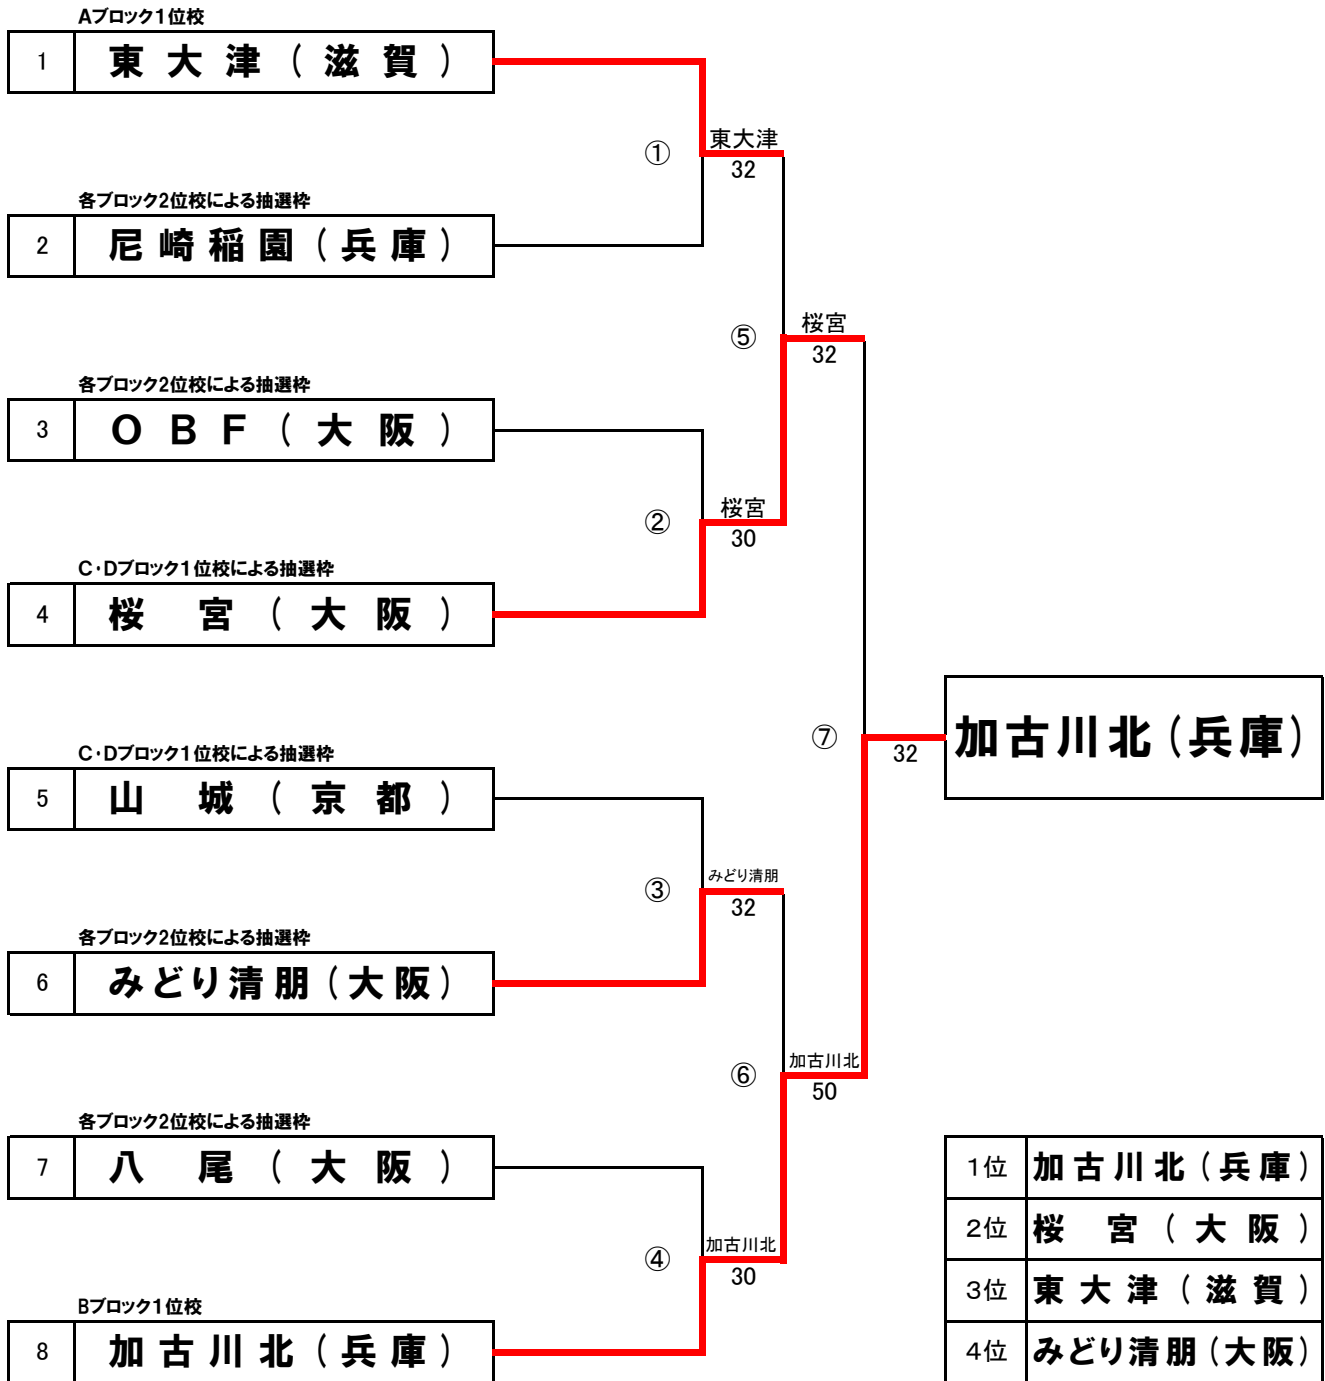 Aブロック1位校
1 東大津(滋賀)
① 東大津
32
各ブロック2位校による抽選枠
2 尼崎稲園(兵庫)
⑤ 桜宮
32
各ブロック2位校による抽選枠
3 OBF(大阪)
② 桜宮
30
C・Dブロック1位校による抽選枠
4 桜宮(大阪)
⑦ 32 加古川北(兵庫)
C・Dブロック1位校による抽選枠
5 山城(京都)
③ みどり清朋
32
各ブロック2位校による抽選枠
6 みどり清朋(大阪)
⑥ 加古川北
50
各ブロック2位校による抽選枠
7 八尾(大阪)
④ 加古川北
30
Bブロック1位校
8 加古川北(兵庫)
1位 加古川北(兵庫)
2位 桜宮(大阪)
3位 東大津(滋賀)
4位 みどり清朋(大阪)